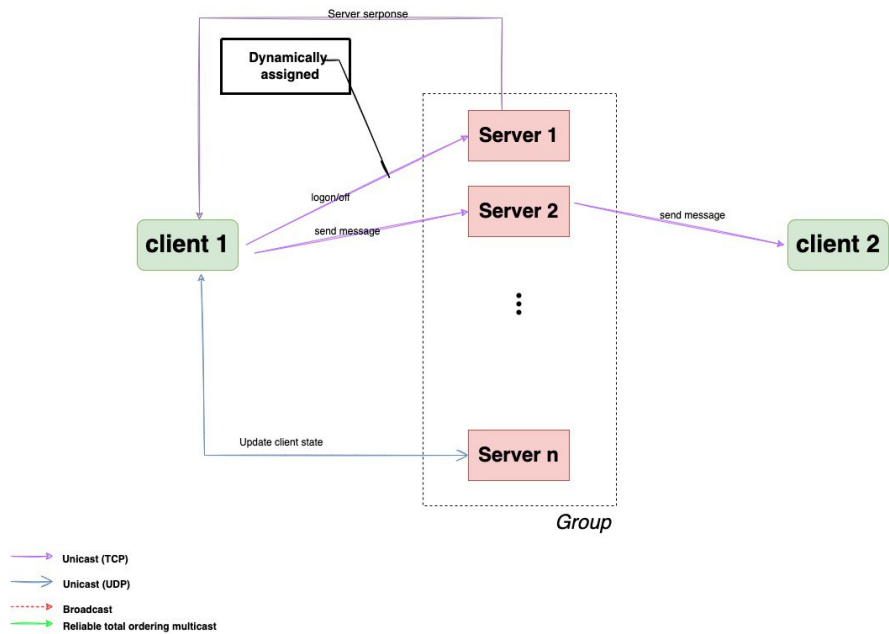 Server serponse
Dynamically
assigned
Server 1
logon/off
Server 2
send message
send message
client 1
client 2
Update client state
Server n
Group
Unicast (TCP)
Unicast (UDP)
Broadcast
Reliable total ordering multicast